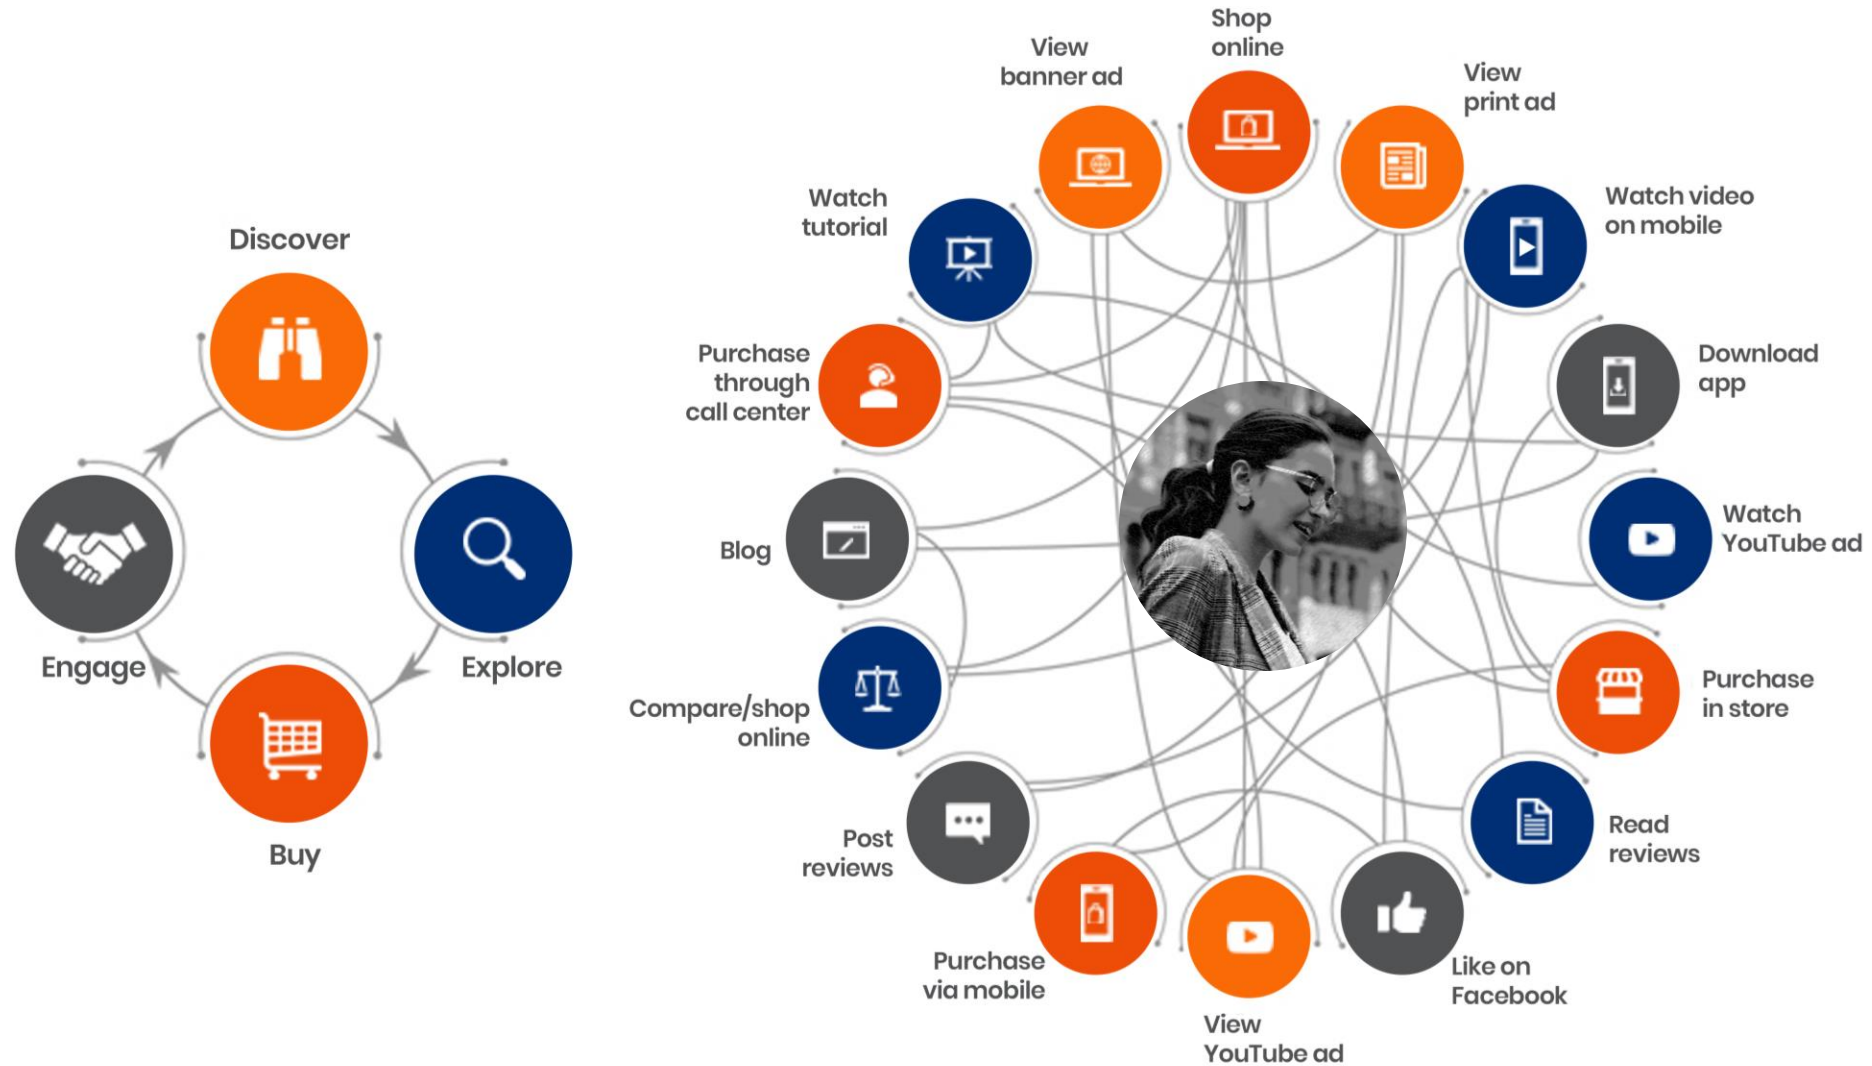 Discover
Explore
Buy
Engage
Shop
online
View
print ad
Watch video
on mobile
Download
app
Watch
YouTube ad
Purchase
in store
Read
reviews
Like on
Facebook
View
YouTube ad
Purchase
via mobile
Post
reviews
Compare/shop
online
Blog
Purchase
through
call center
Watch
tutorial
View
banner ad